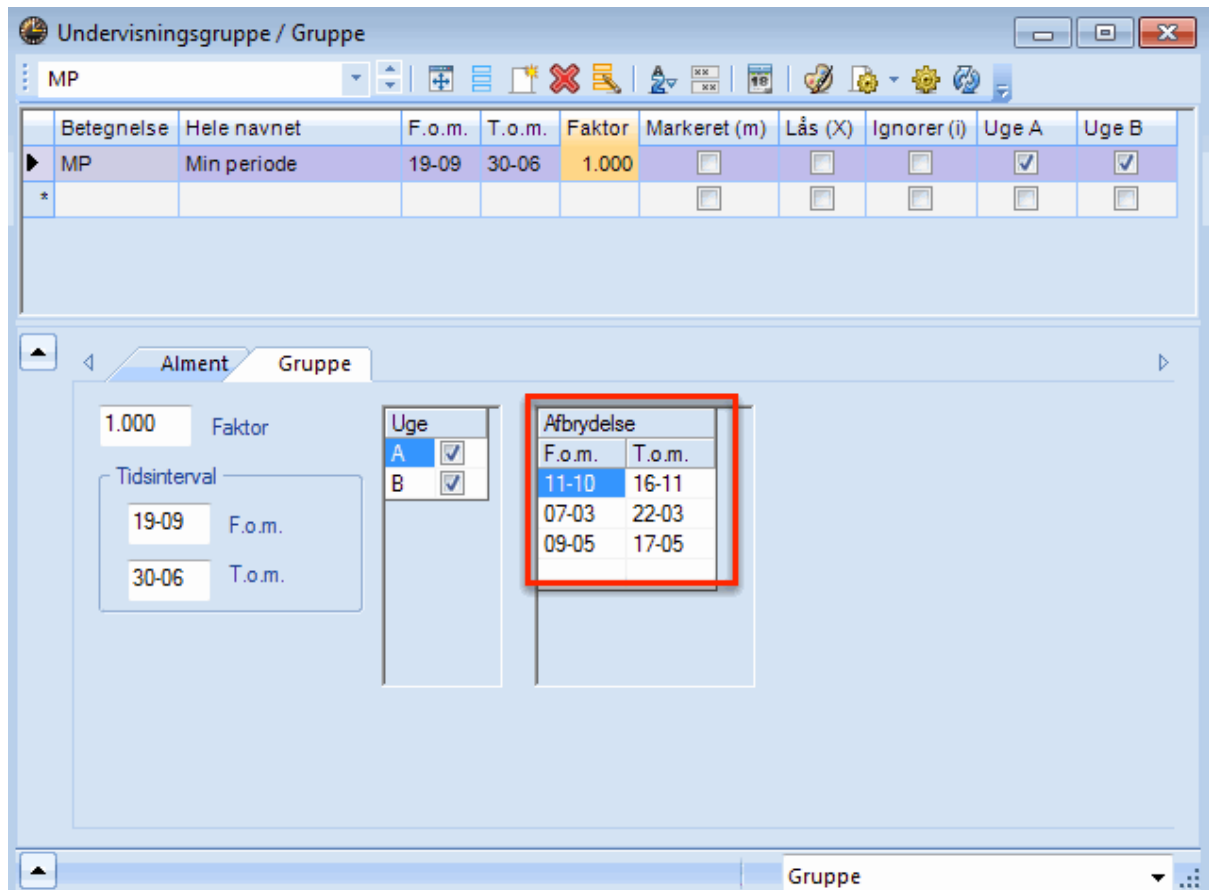 Undervisningsgruppe / Gruppe
MP
Betegnelse Hele navnet F.o.m. T.o.m. Faktor Markeret (m) Lås (X) Ignorer (i) Uge A Uge B
MP Min periode 19-09 30-06 1.000
*
Alment Gruppe
1.000 Faktor
Uge
Afbrydelse
F.o.m. T.o.m.
A
11-10 16-11
Tidsinterval
B
07-03 22-03
19-09 F.o.m.
09-05 17-05
30-06 T.o.m.
Gruppe